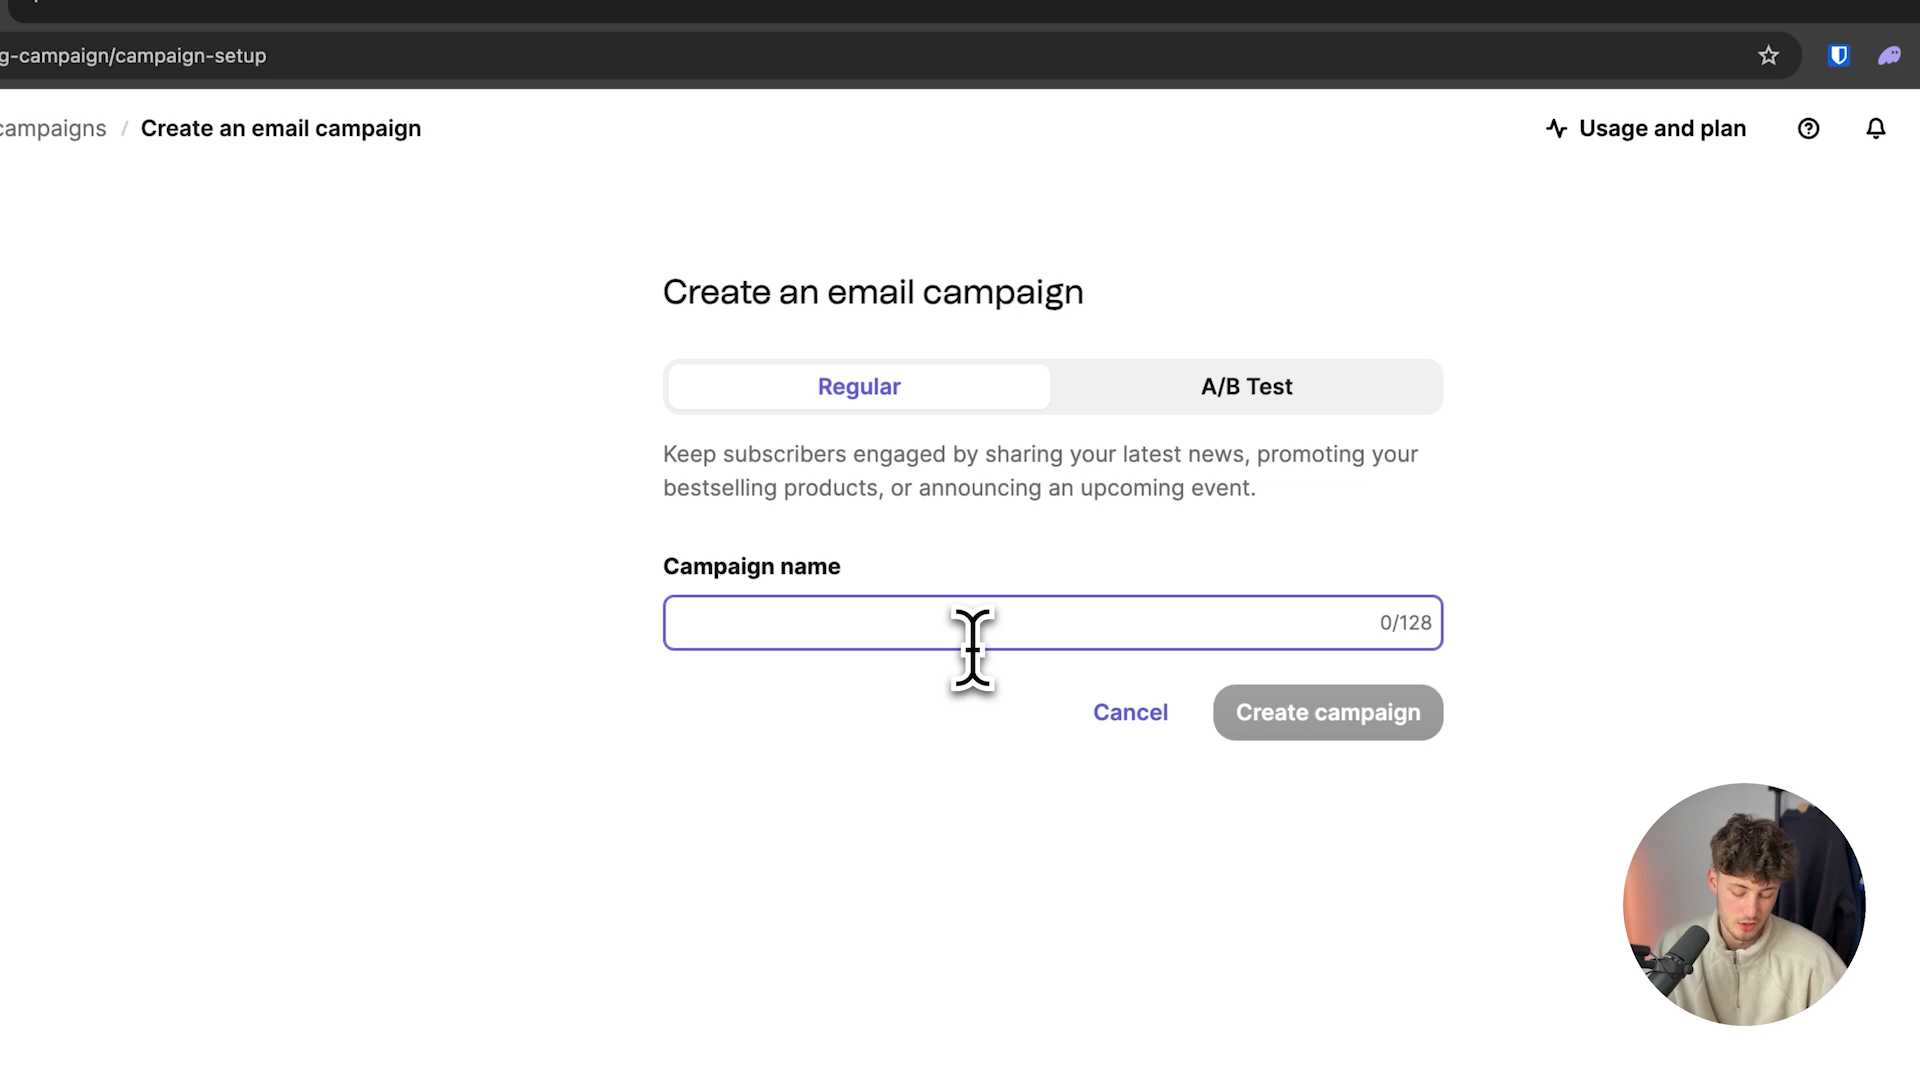 g-campaign/campaign-setup
campaigns / Create an email campaign
Usage and plan
Create an email campaign
Regular
A/B Test
Keep subscribers engaged by sharing your latest news, promoting your
bestselling products, or announcing an upcoming event.
Campaign name
0/128
Cancel
Create campaign